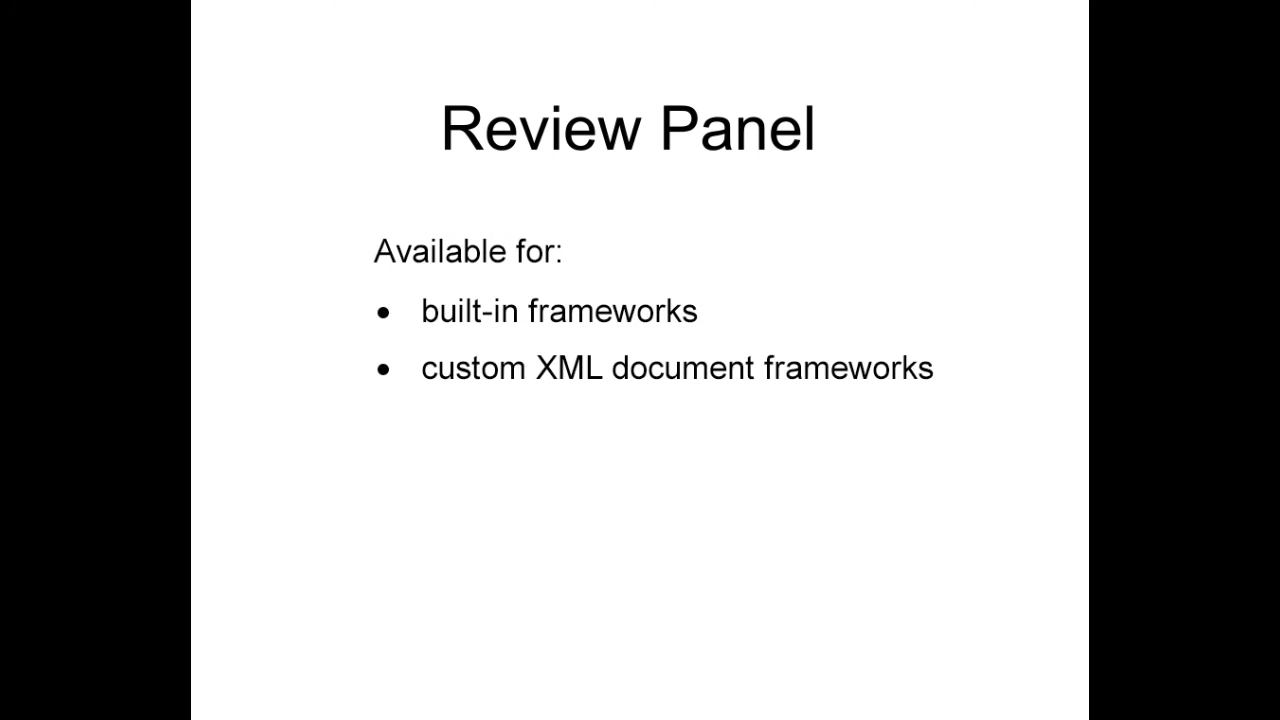 Review Panel
Available for:
• built-in frameworks
• custom XML document frameworks